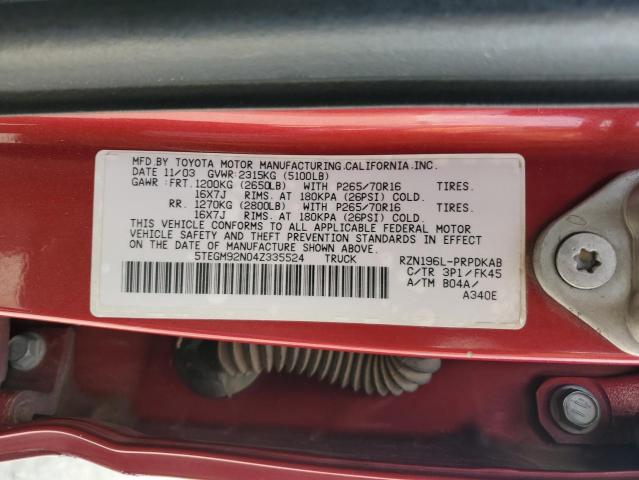 MFD.BY TOYOTA MOTOR MANUFACTURING.CALIFORNIA.INC.
DATE 11/03 GVWR:2315KG (5100LB)
GAWR :FRT.1200KG (2650LB) WITH P265/70R16 TIRES.
16X7J RIMS. AT 180KPA (26PSI) COLD.
RR. 1270KG (2800LB) WITH P265/70R16 TIRES.
16X7J RIMS. AT 180KPA (26PSI) COLD.
THIS VEHICLE CONFORMS TO ALL APPLICABLE FEDERAL MOTOR
VEHICLE SAFETY AND THEFT PREVENTION STANDARDS IN EFFECT
ON THE DATE OF MANUFACTURE SHOWN ABOVE.
5TEGM92N04Z335524 TRUCK RZN196L-PRPDKAB
C/TR 3P1/FK45
A/TM B04A/
A340E